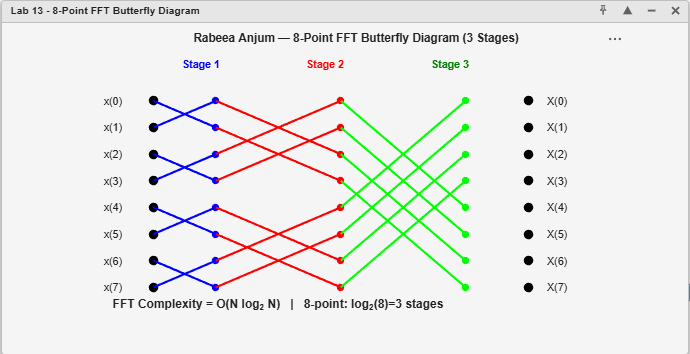 Lab 13 - 8-Point FFT Butterfly Diagram
Rabeea Anjum — 8-Point FFT Butterfly Diagram (3 Stages)
Stage 1 Stage 2 Stage 3
x(0) X(0)
x(1) X(1)
x(2) X(2)
x(3) X(3)
x(4) X(4)
x(5) X(5)
x(6) X(6)
x(7) X(7)
FFT Complexity = O(N log₂ N) | 8-point: log₂(8)=3 stages